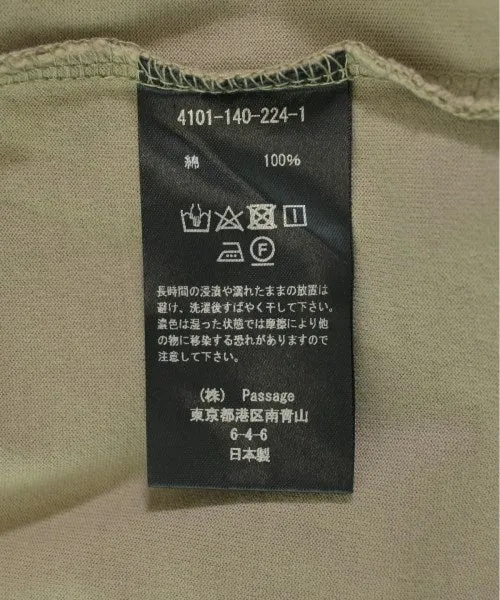 4101-140-224-1
綿 100%
F
長時間の浸漬や濡れたままの放置は
避け、洗濯後すばやく干して下さい。
濃色は湿った状態では摩擦により他
の物に移染する恐れがありますので
注意して下さい。
(株) Passage
東京都港区南青山
6-4-6
日本製